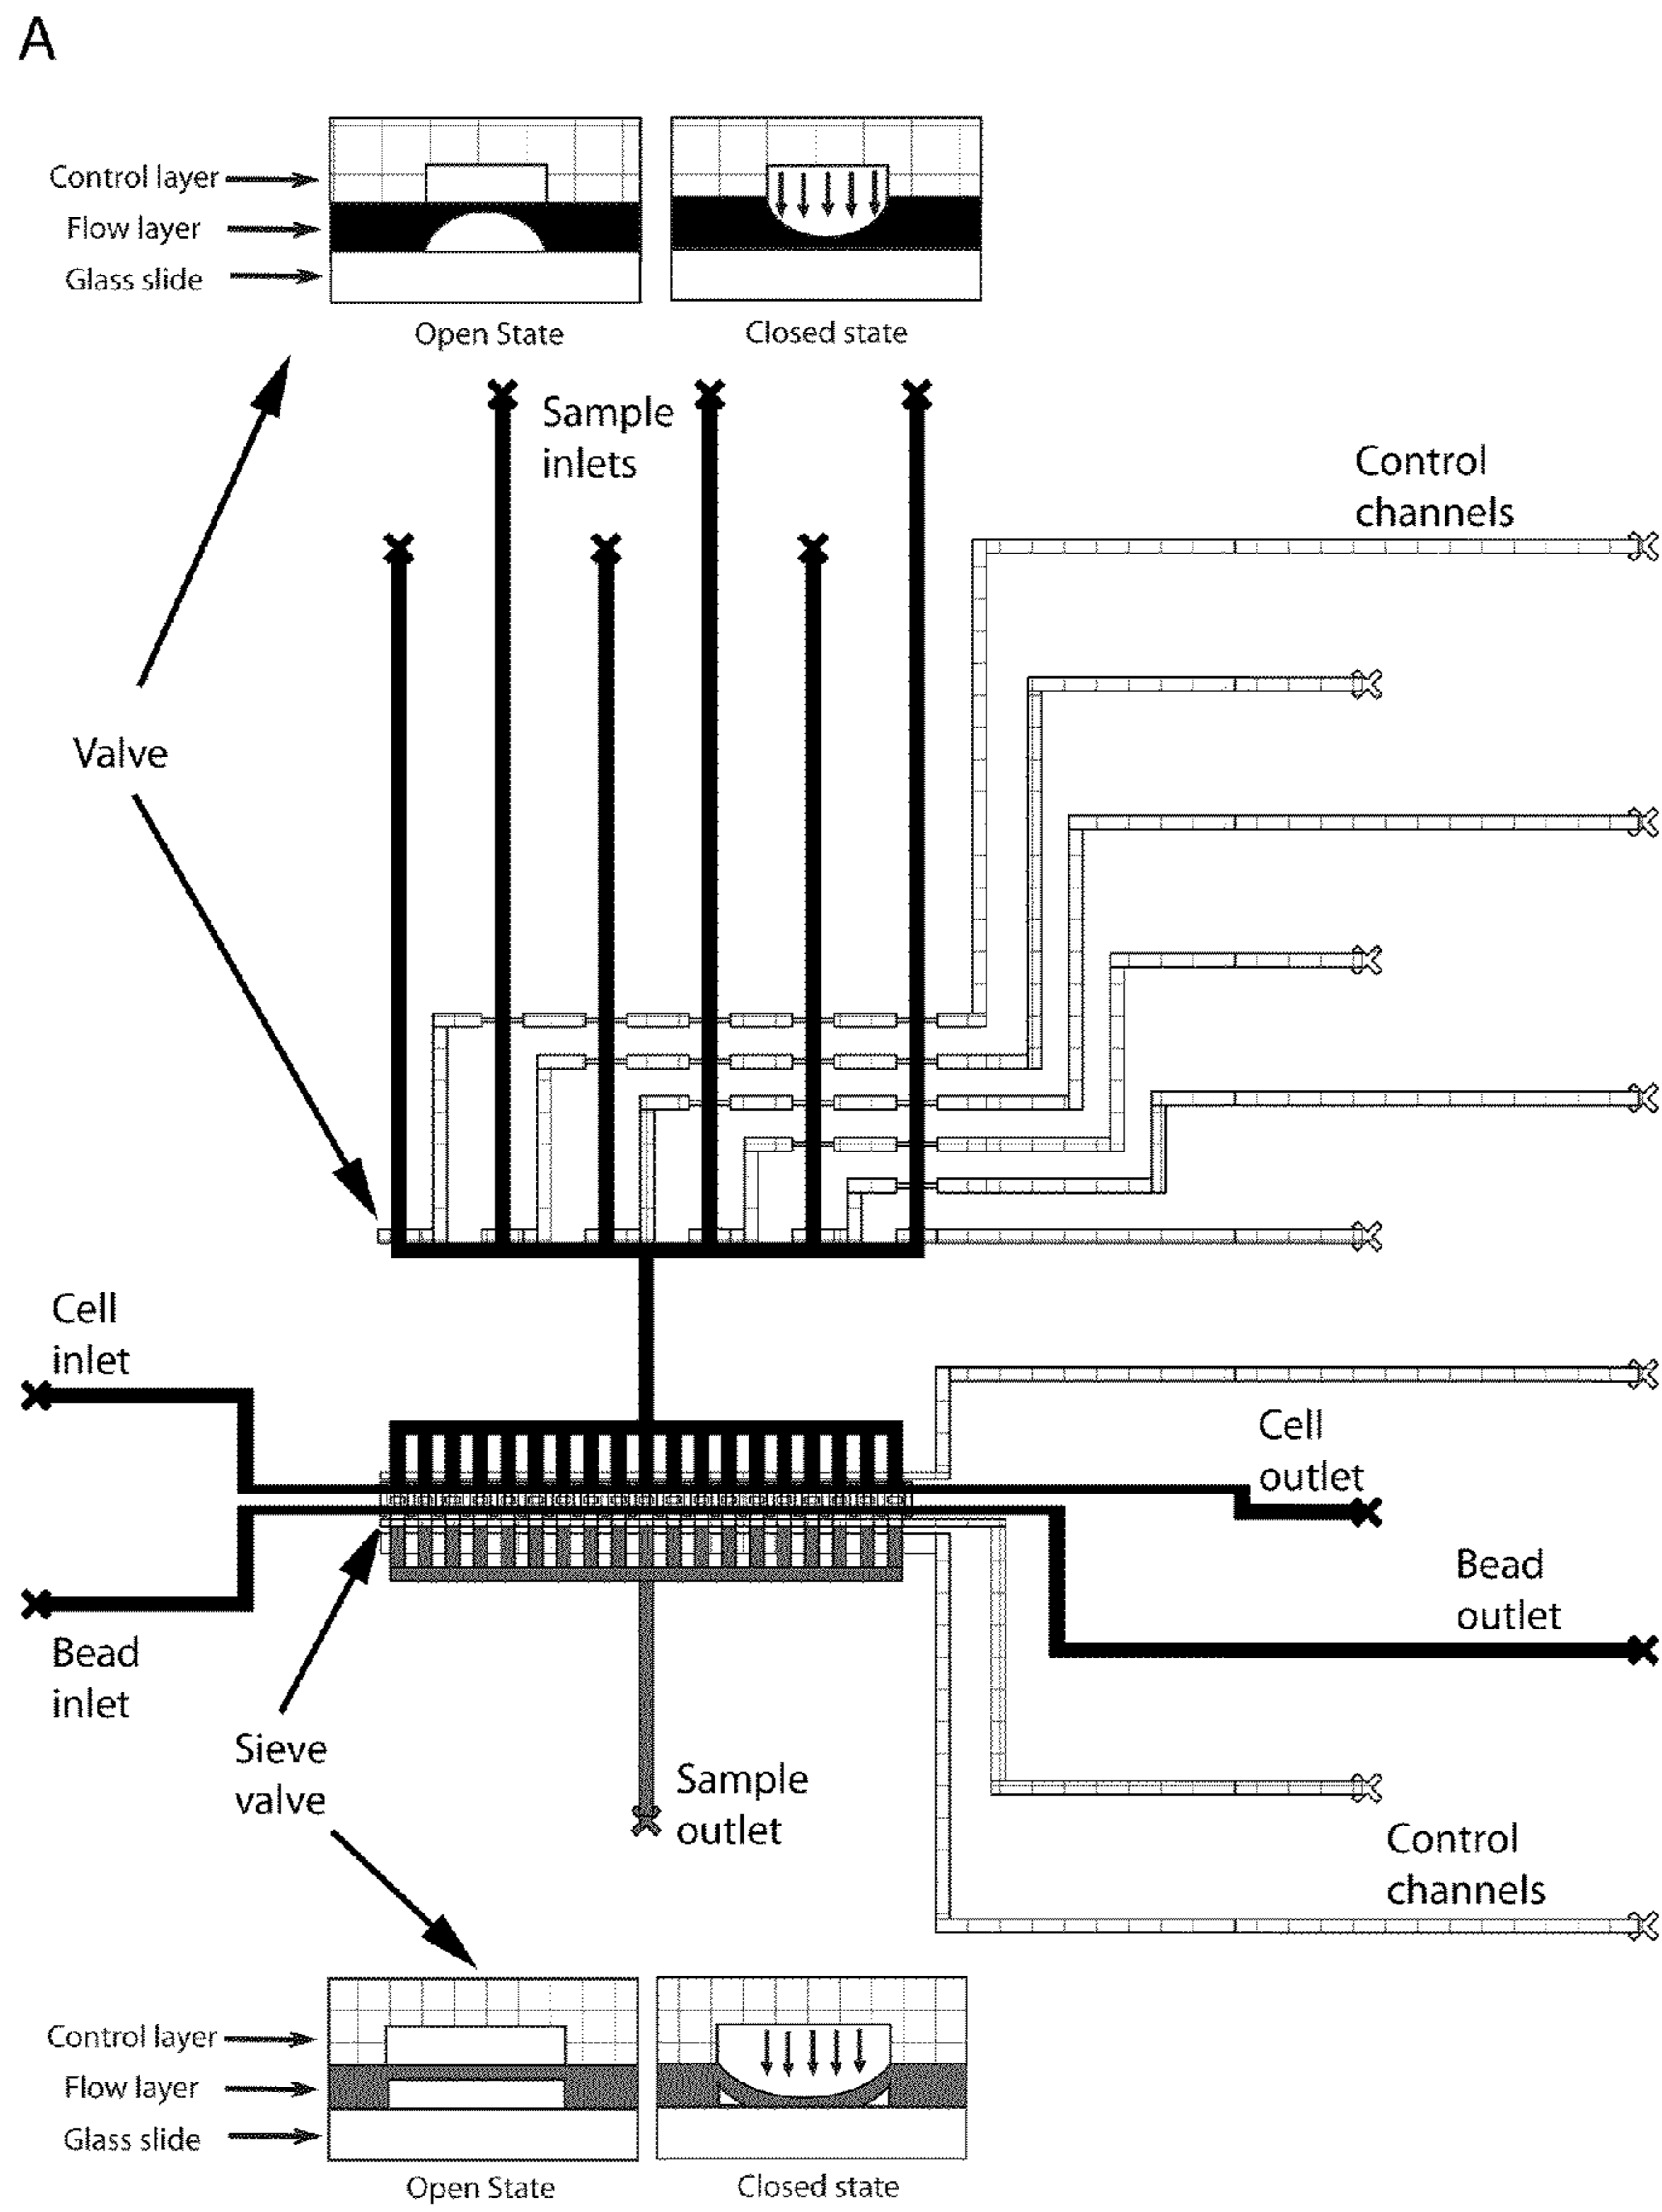 A
Control layer
Flow layer
Glass slide
Open State
Closed state
Sample
inlets
Control
channels
Valve
Cell
inlet
Cell
outlet
Bead
outlet
Bead
inlet
Sieve
valve
Sample
outlet
Control
channels
Control layer
Flow layer
Glass slide
Open State
Closed state